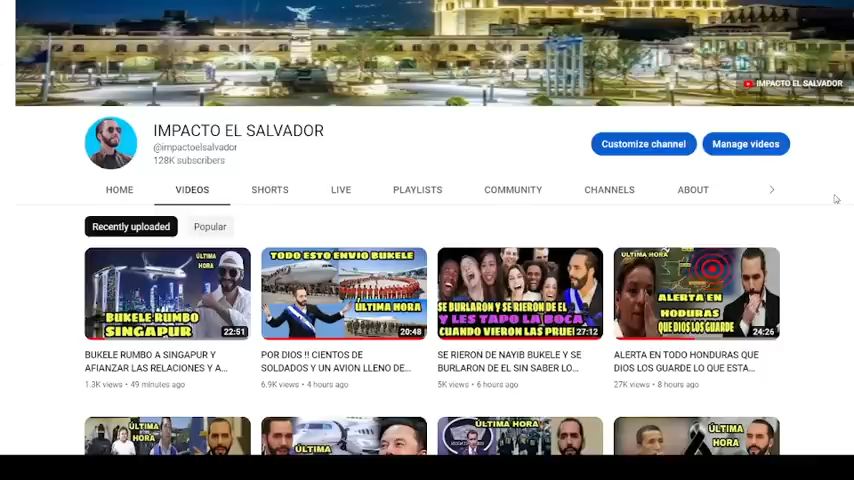 IMPACTO EL SALVADOR
IMPACTO EL SALVADOR
@impactoelsalvador
128K subscribers
Customize channel
Manage videos
HOME
VIDEOS
SHORTS
LIVE
PLAYLISTS
COMMUNITY
CHANNELS
ABOUT
Recently uploaded
Popular
ÚLTIMA
HORA
BUKELE RUMBO
SINGAPUR
22:51
TODO ESTO ENVIO BUKELE
ÚLTIMA HORA
20:48
SE BURLARON Y SE RIERON DE EL
Y LES TAPO LA BOCA
CUANDO VIERON LAS PRUE
27:12
ÚLTIMA HORA
ALERTA EN
HODURAS
QUE DIOS LOS GUARDE
24:26
BUKELE RUMBO A SINGAPUR Y
AFIANZAR LAS RELACIONES Y A...
1.3K views • 49 minutes ago
POR DIOS !! CIENTOS DE
SOLDADOS Y UN AVION LLENO DE...
6.9K views • 4 hours ago
SE RIERON DE NAYIB BUKELE Y SE
BURLARON DE EL SIN SABER LO...
5K views • 6 hours ago
ALERTA EN TODO HONDURAS QUE
DIOS LOS GUARDE LO QUE ESTA...
27K views • 8 hours ago
ÚLTIMA
HORA
ÚLTIMA
ÚLTIMA HORA
ÚLTIMA
HORA